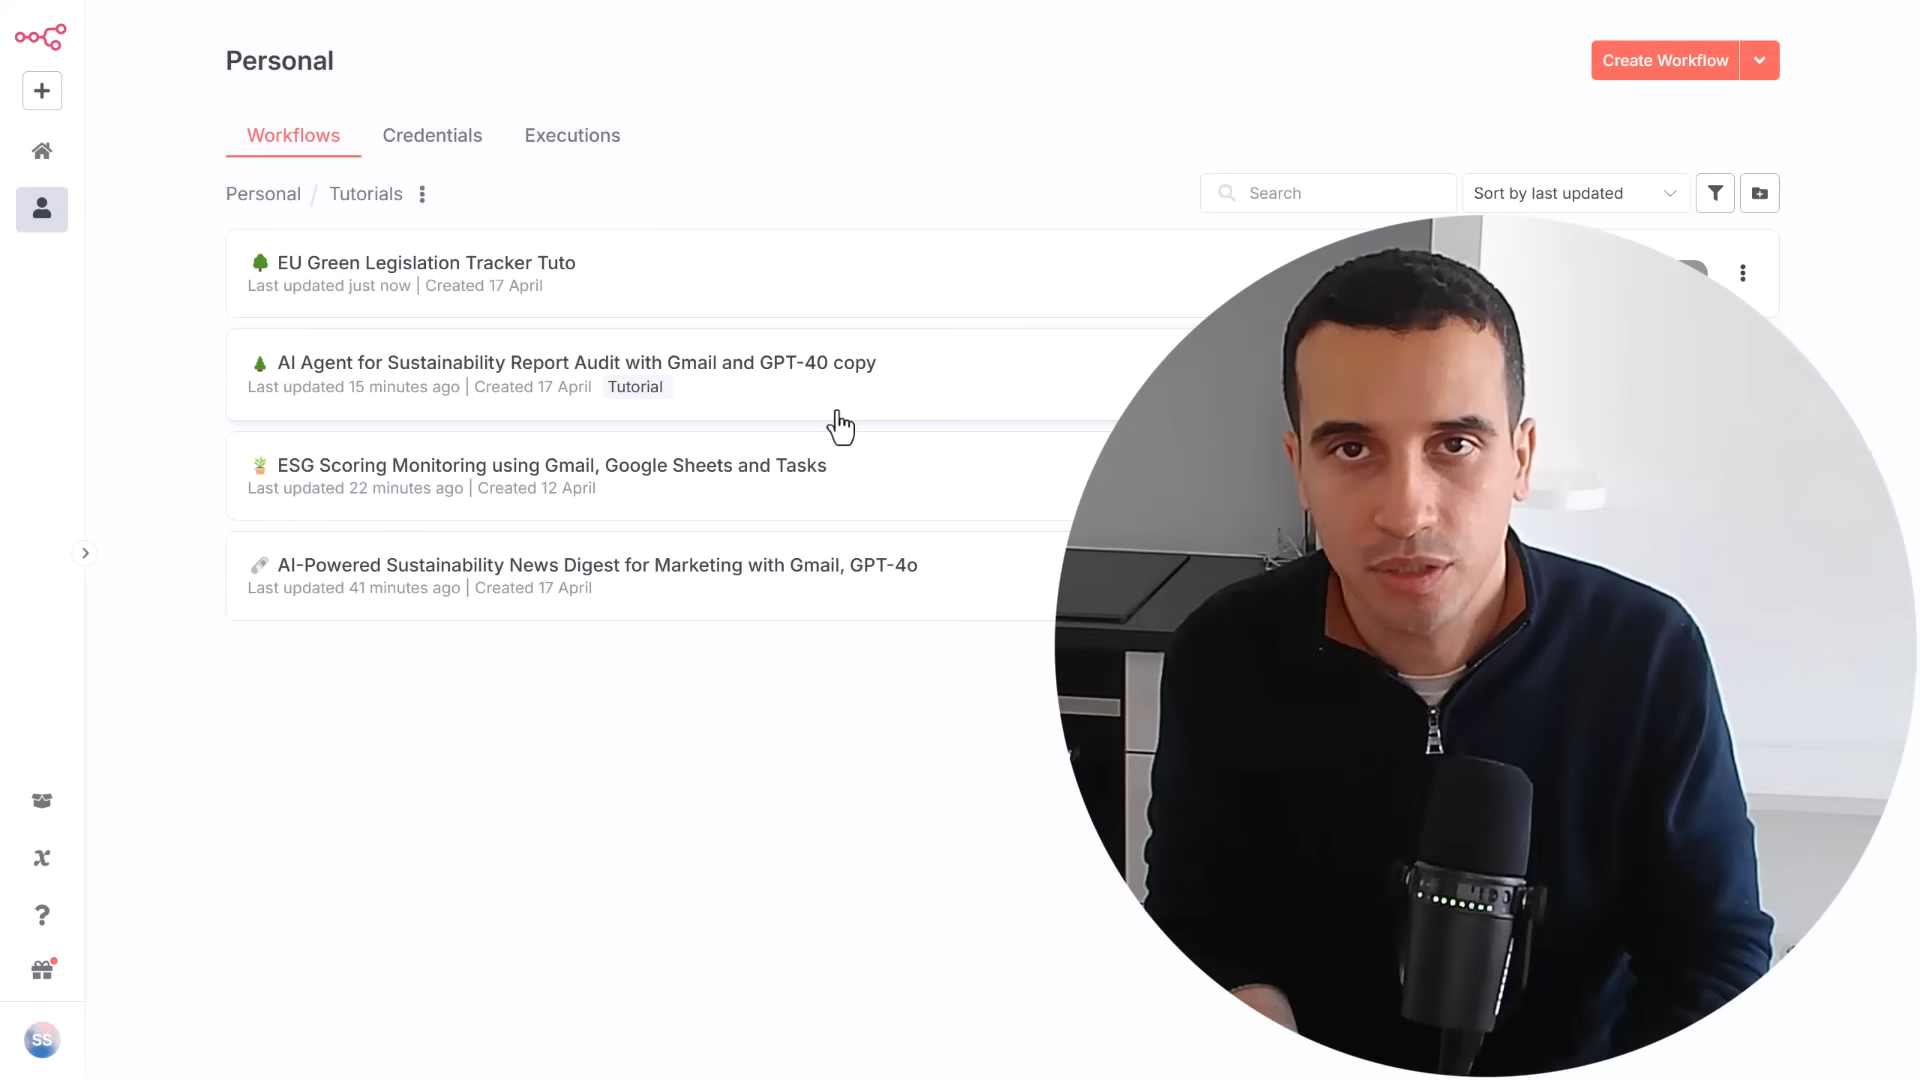 Personal
Create Workflow
Workflows Credentials Executions
Personal / Tutorials
Search
Sort by last updated
EU Green Legislation Tracker Tuto
Last updated just now | Created 17 April
AI Agent for Sustainability Report Audit with Gmail and GPT-40 copy
Last updated 15 minutes ago | Created 17 April Tutorial
ESG Scoring Monitoring using Gmail, Google Sheets and Tasks
Last updated 22 minutes ago | Created 12 April
AI-Powered Sustainability News Digest for Marketing with Gmail, GPT-4o
Last updated 41 minutes ago | Created 17 April
SS